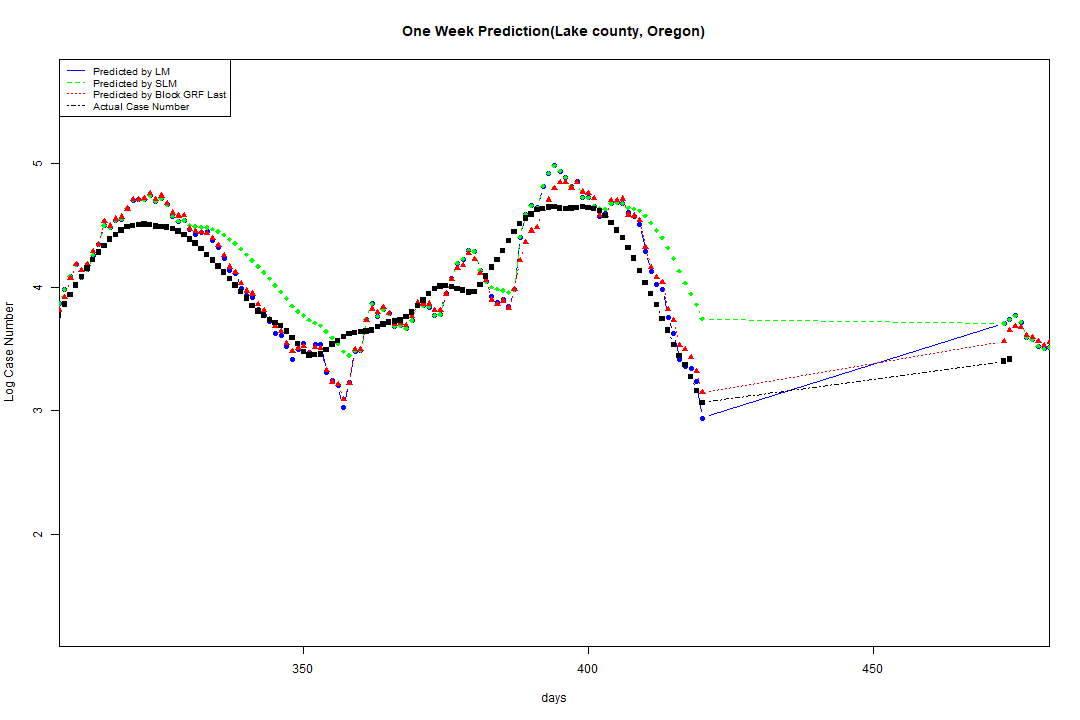 One Week Prediction(Lake county, Oregon)
Predicted by LM
Predicted by SLM
Predicted by Block GRF Last
Actual Case Number
Log Case Number
5
4
3
2
350
400
450
days